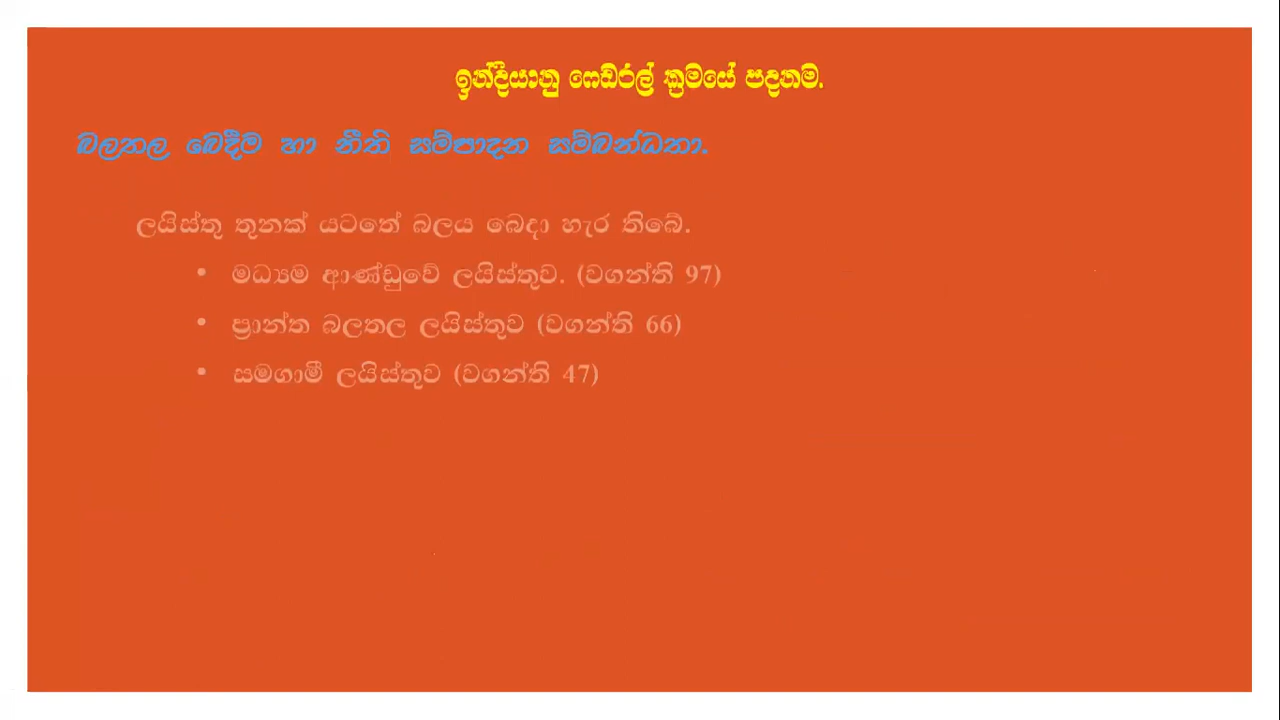 ඉන්දියානු ෆෙඩරල් ක්‍රමයේ පදනම්.
බලතල බෙදීම හා නීති සම්පාදන සම්බන්ධතා.
ලයිස්තු තුනක් යටතේ බලය බෙදා හැර තිබේ.
• මධ්‍යම ආණ්ඩුවේ ලයිස්තුව. (වගන්ති 97)
• ප්‍රාන්ත බලතල ලයිස්තුව (වගන්ති 66)
• සමගාමී ලයිස්තුව (වගන්ති 47)